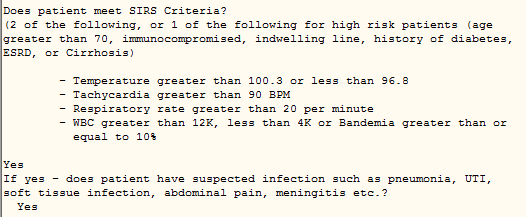 Does patient meet SIRS Criteria?
(2 of the following, or 1 of the following for high risk patients (age
greater than 70, immunocompromised, indwelling line, history of diabetes,
ESRD, or Cirrhosis)
- Temperature greater than 100.3 or less than 96.8
- Tachycardia greater than 90 BPM
- Respiratory rate greater than 20 per minute
- WBC greater than 12K, less than 4K or Bandemia greater than or
equal to 10%
Yes
If yes - does patient have suspected infection such as pneumonia, UTI,
soft tissue infection, abdominal pain, meningitis etc.?
Yes